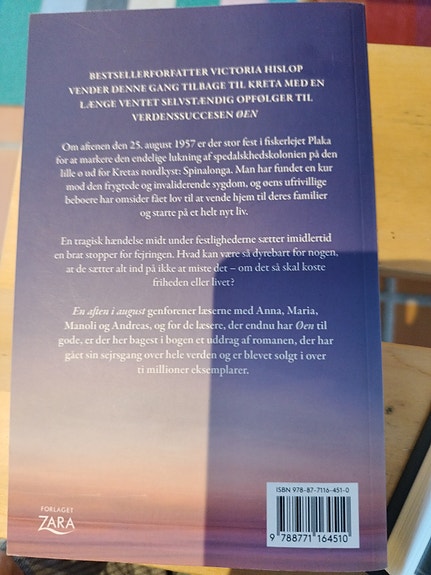 BESTSELLERFORFATTER VICTORIA HISLOP
VENDER DENNE GANG TILBAGE TIL KRETA MED EN
LÆNGE VENTET SELVSTÆNDIG OPFØLGER TIL
VERDENSSUCCESEN ØEN
Om aftenen den 25. august 1957 er der stor fest i fiskerlejet Plaka
for at markere den endelige lukning af spedalskhedskolonien på den
lille ø ud for Kretas nordkyst: Spinalonga. Man har fundet en kur
mod den frygtede og invaliderende sygdom, og øens ufrivillige
beboere har omsider fået lov til at vende hjem til deres familier
og starte på et helt nyt liv.
En tragisk hændelse midt under festlighederne sætter imidlertid
en brat stopper for fejringen. Hvad kan være så dyrebart for nogen,
at de sætter alt ind på ikke at miste det – om det så skal koste
friheden eller livet?
En aften i august genforener læserne med Anna, Maria,
Manoli og Andreas, og for de læsere, der endnu har Øen til
gode, er der her bagest i bogen et uddrag af romanen, der har
gået sin sejrsgang over hele verden og er blevet solgt i over
ti millioner eksemplarer.
FORLAGET
ZARA
ISBN 978-87-7116-451-0
9 788771 164510